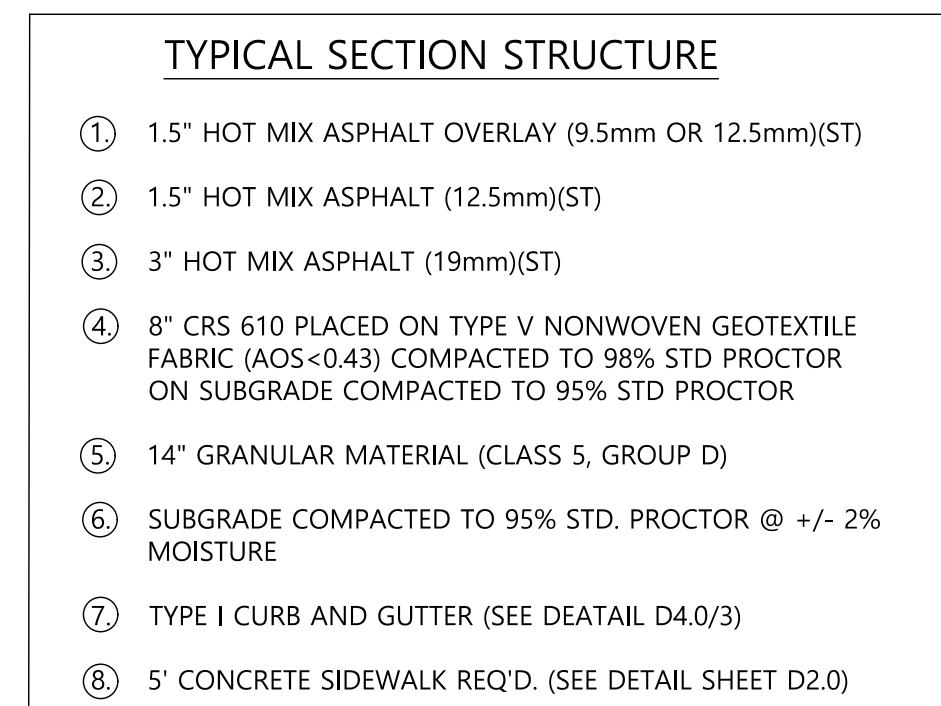 TYPICAL SECTION STRUCTURE
1. 1.5" HOT MIX ASPHALT OVERLAY (9.5mm OR 12.5mm)(ST)
2. 1.5" HOT MIX ASPHALT (12.5mm)(ST)
3. 3" HOT MIX ASPHALT (19mm)(ST)
4. 8" CRS 610 PLACED ON TYPE V NONWOVEN GEOTEXTILE
FABRIC (AOS<0.43) COMPACTED TO 98% STD PROCTOR
ON SUBGRADE COMPACTED TO 95% STD PROCTOR
5. 14" GRANULAR MATERIAL (CLASS 5, GROUP D)
6. SUBGRADE COMPACTED TO 95% STD. PROCTOR @ +/- 2%
MOISTURE
7. TYPE I CURB AND GUTTER (SEE DEATAIL D4.0/3)
8. 5' CONCRETE SIDEWALK REQ'D. (SEE DETAIL SHEET D2.0)